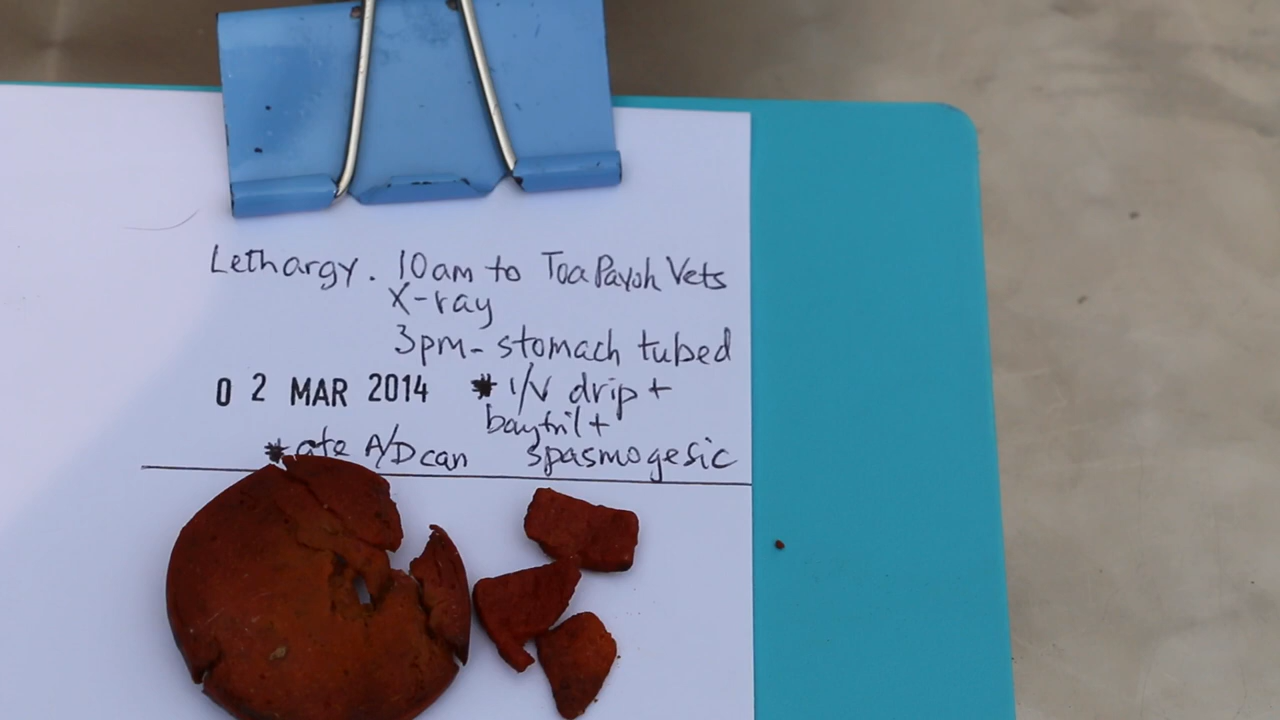 Lethargy. 10am to Toa Payoh Vets
X-ray
3pm- stomach tubed
02 MAR 2014 * I/V drip +
baytril +
* ate A/D can spasmogesic